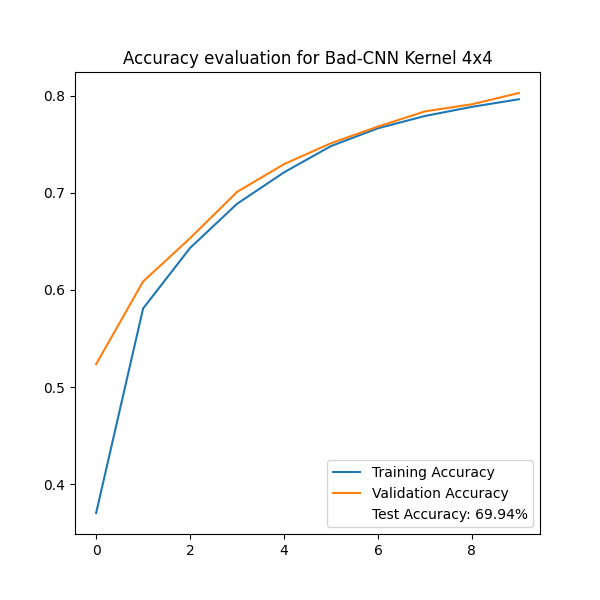 Accuracy evaluation for Bad-CNN Kernel 4x4
0.8
0.7
0.6
0.5
0.4
Training Accuracy
Validation Accuracy
Test Accuracy: 69.94%
0 2 4 6 8